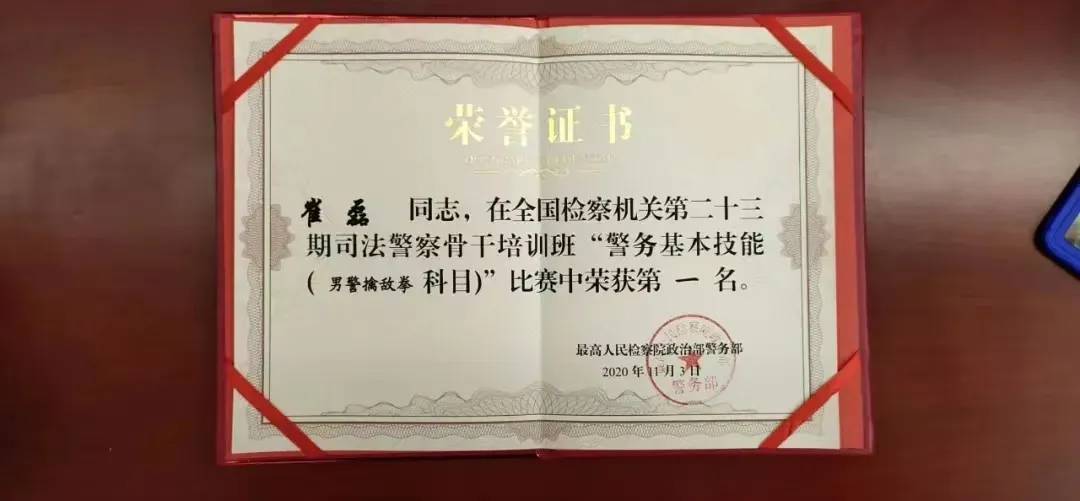 荣誉证书
崔磊 同志，在全国检察机关第二十三
期司法警察骨干培训班“警务基本技能
(男警擒敌拳 科目)”比赛中荣获第 一 名。
最高人民检察院政治部警务部
2020 年 11 月 3 日
警务部